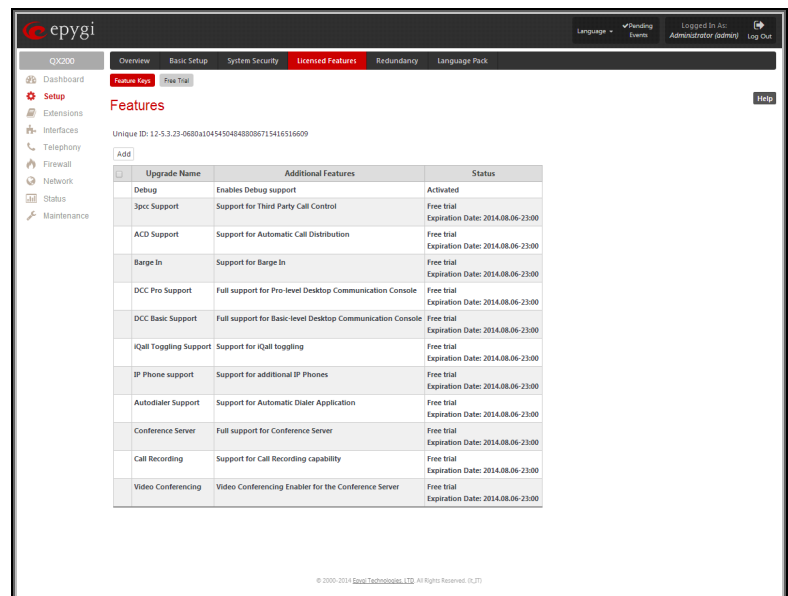 epygi
Language
Pending Events
Logged In As:
Administrator (admin)
Log Out
QX200
Overview Basic Setup System Security Licensed Features Redundancy Language Pack
Dashboard
Setup
Extensions
Interfaces
Telephony
Firewall
Network
Status
Maintenance
Feature Keys Free Trial
Help
Features
Unique ID: 12-5.3.23-0680a10454504848808671541651660​9
Add
Upgrade Name Additional Features Status
Debug Enables Debug support Activated
3pcc Support Support for Third Party Call Control Free trial
Expiration Date: 2014.08.06-23:00
ACD Support Support for Automatic Call Distribution Free trial
Expiration Date: 2014.08.06-23:00
Barge In Support for Barge In Free trial
Expiration Date: 2014.08.06-23:00
DCC Pro Support Full support for Pro-level Desktop Communication Console Free trial
Expiration Date: 2014.08.06-23:00
DCC Basic Support Full support for Basic-level Desktop Communication Console Free trial
Expiration Date: 2014.08.06-23:00
iQall Toggling Support Support for iQall toggling Free trial
Expiration Date: 2014.08.06-23:00
IP Phone support Support for additional IP Phones Free trial
Expiration Date: 2014.08.06-23:00
Autodialer Support Support for Automatic Dialer Application Free trial
Expiration Date: 2014.08.06-23:00
Conference Server Full support for Conference Server Free trial
Expiration Date: 2014.08.06-23:00
Call Recording Support for Call Recording capability Free trial
Expiration Date: 2014.08.06-23:00
Video Conferencing Video Conferencing Enabler for the Conference Server Free trial
Expiration Date: 2014.08.06-23:00
© 2000-2014 Epygi Technologies, LTD. All Rights Reserved.